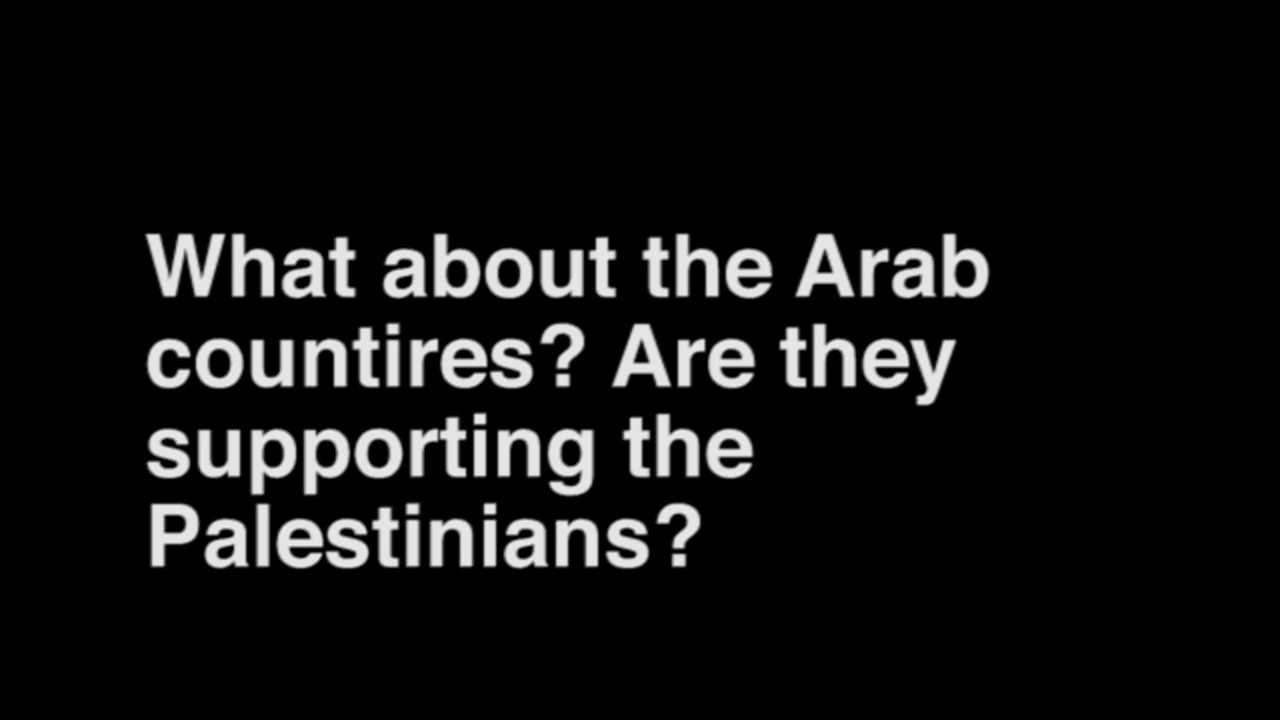 What about the Arab
countires? Are they
supporting the
Palestinians?